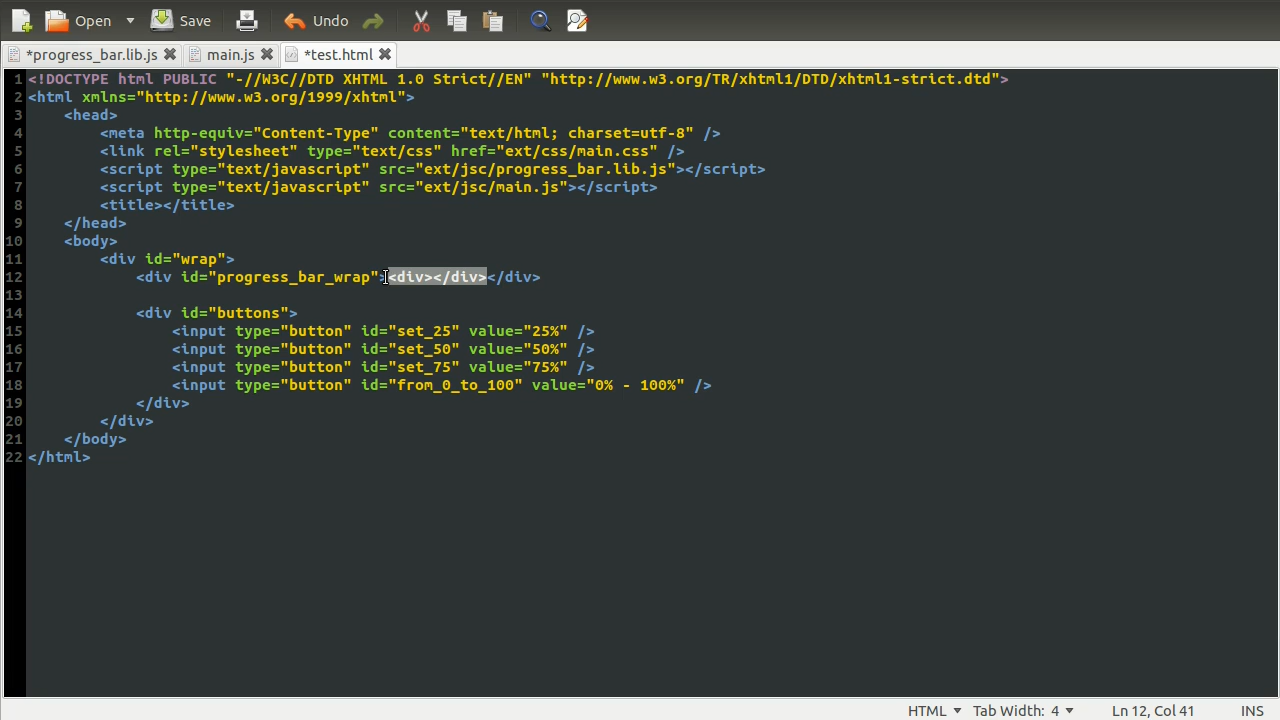 Open Save Undo
*progress_bar.lib.js main.js *test.html
1 <!DOCTYPE html PUBLIC "-//W3C//DTD XHTML 1.0 Strict//EN" "http://www.w3.org/TR/xhtml1/DTD/xhtml1-strict.dtd">
2 <html xmlns="http://www.w3.org/1999/xhtml">
3 <head>
4 <meta http-equiv="Content-Type" content="text/html; charset=utf-8" />
5 <link rel="stylesheet" type="text/css" href="ext/css/main.css" />
6 <script type="text/javascript" src="ext/jsc/progress_bar.lib.js"></script>
7 <script type="text/javascript" src="ext/jsc/main.js"></script>
8 <title></title>
9 </head>
10 <body>
11 <div id="wrap">
12 <div id="progress_bar_wrap"><div></div></div>
13
14 <div id="buttons">
15 <input type="button" id="set_25" value="25%" />
16 <input type="button" id="set_50" value="50%" />
17 <input type="button" id="set_75" value="75%" />
18 <input type="button" id="from_0_to_100" value="0% - 100%" />
19 </div>
20 </div>
21 </body>
22 </html>
HTML Tab Width: 4 Ln 12, Col 41 INS